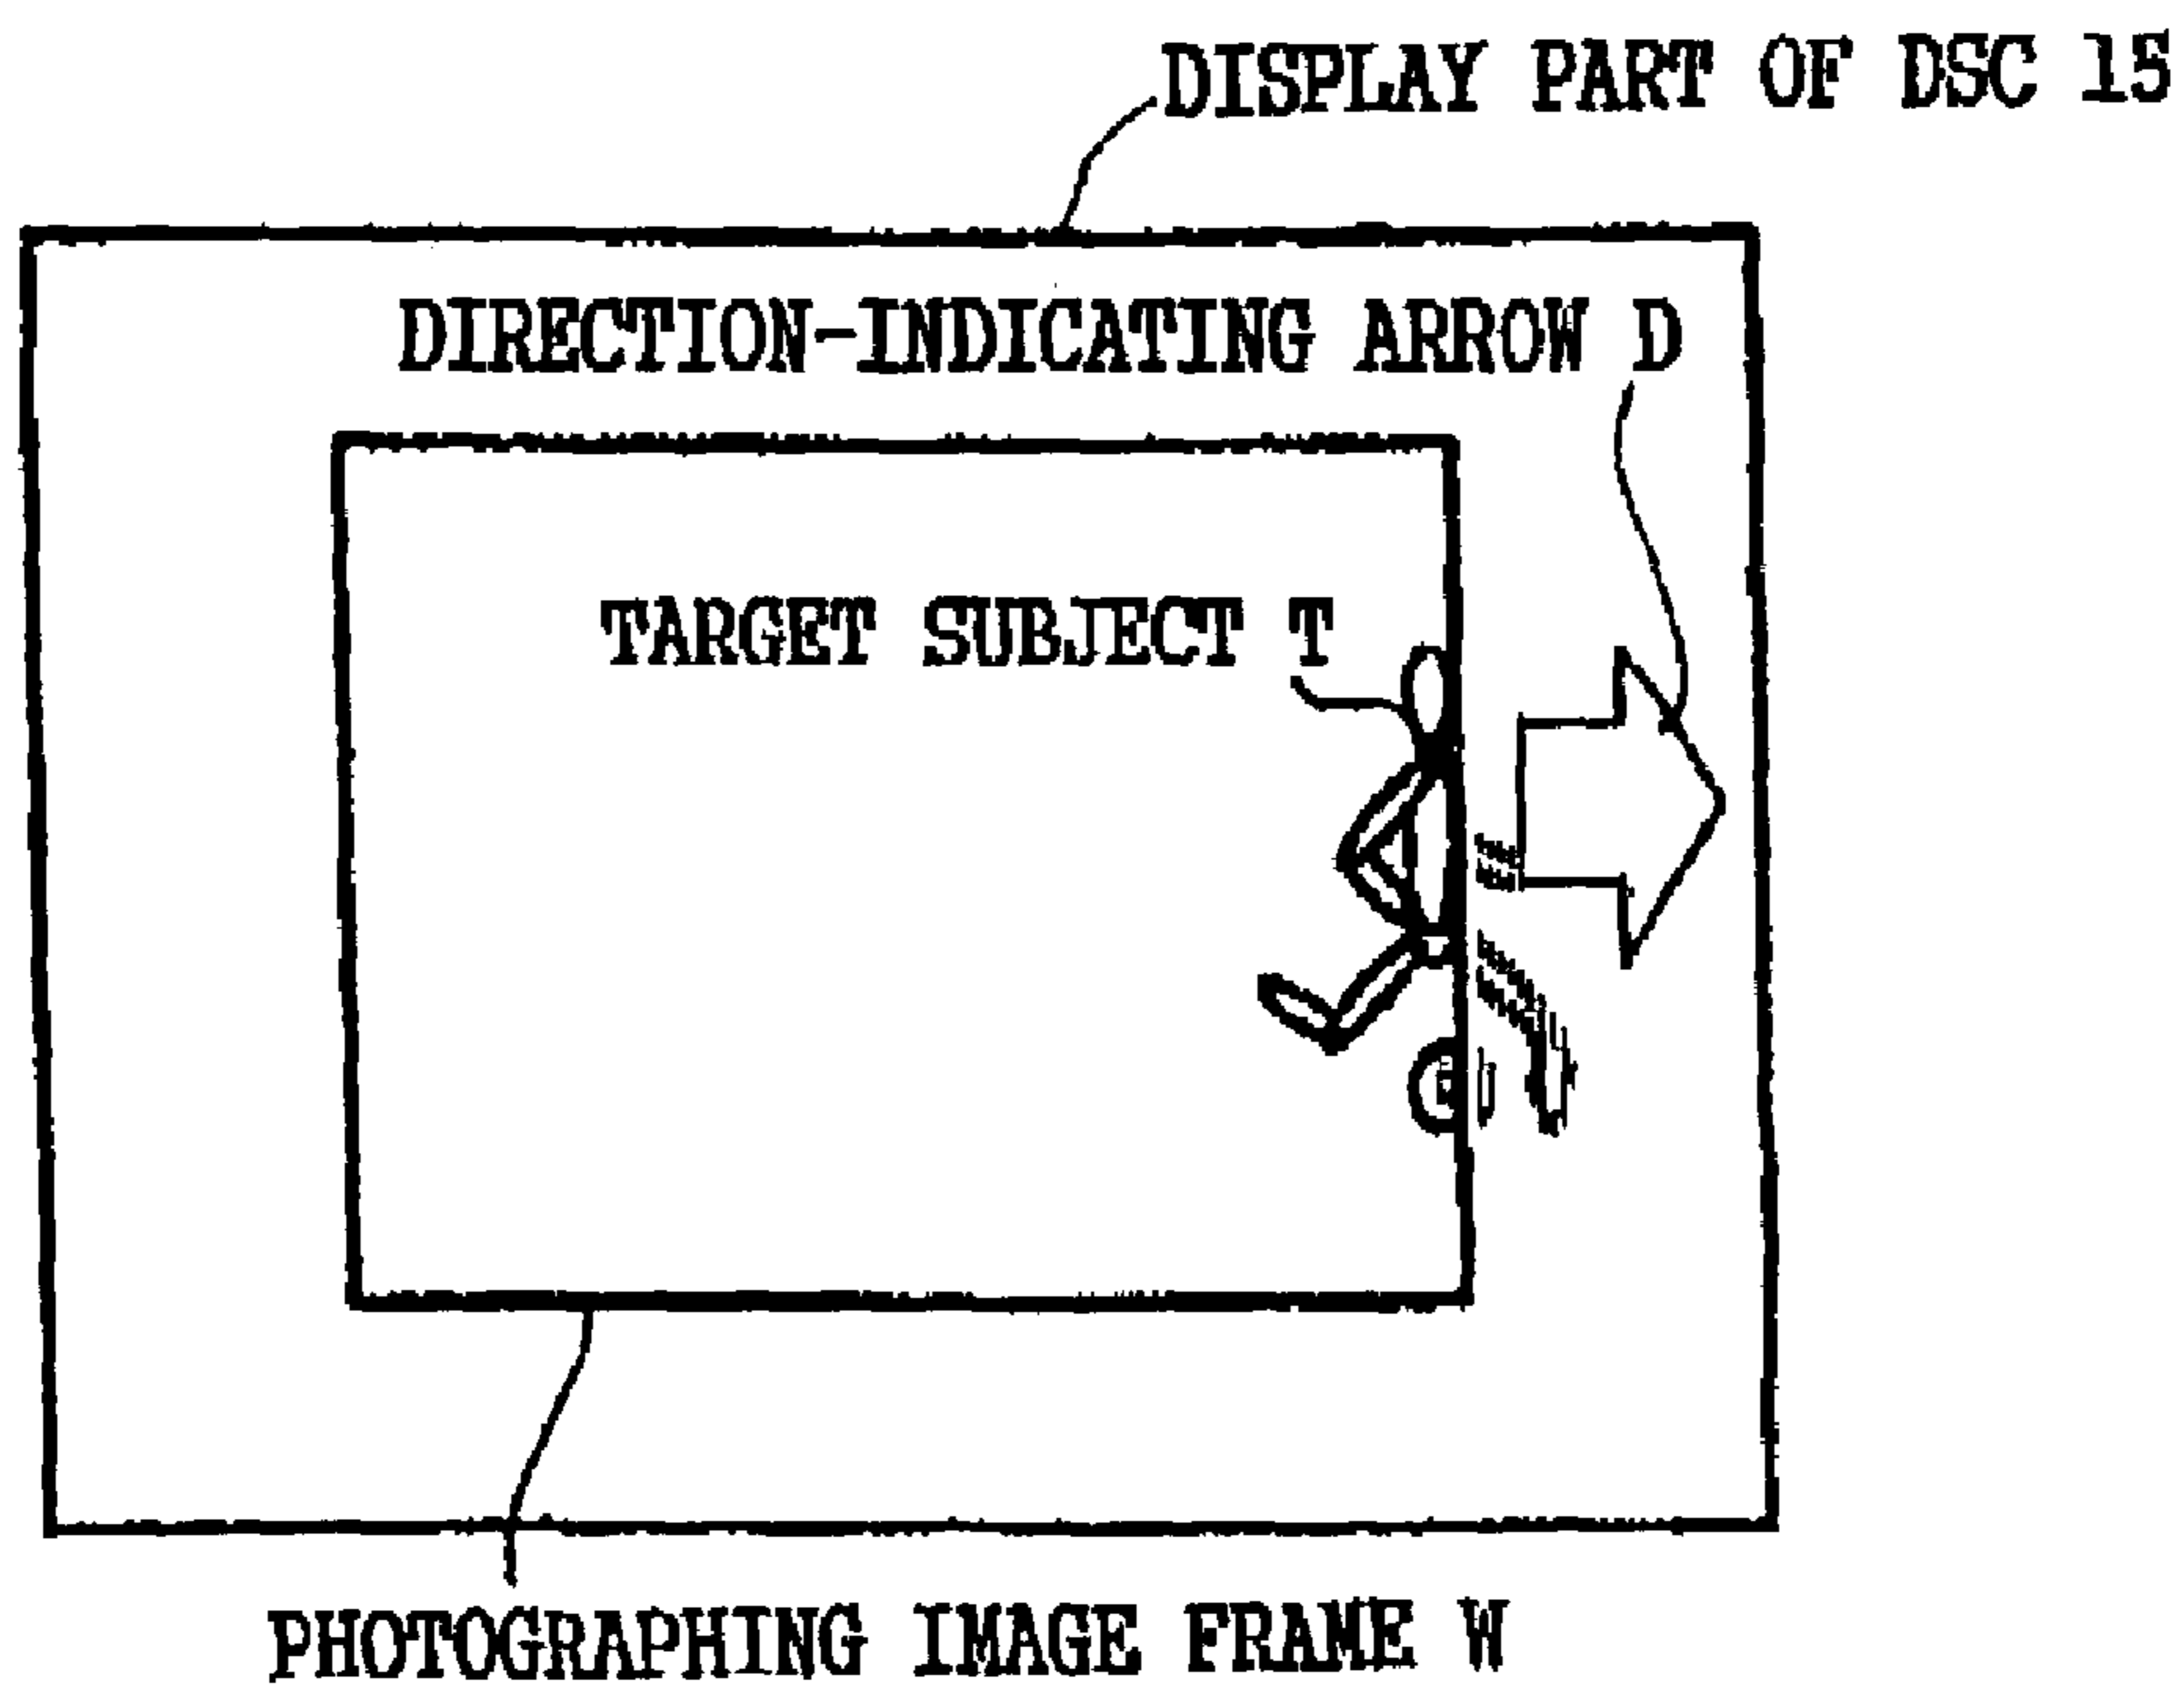 DISPLAY PART OF DSC 15
DIRECTION-INDICATING ARROW D
TARGET SUBJECT T
PHOTOGRAPHING IMAGE FRAME W